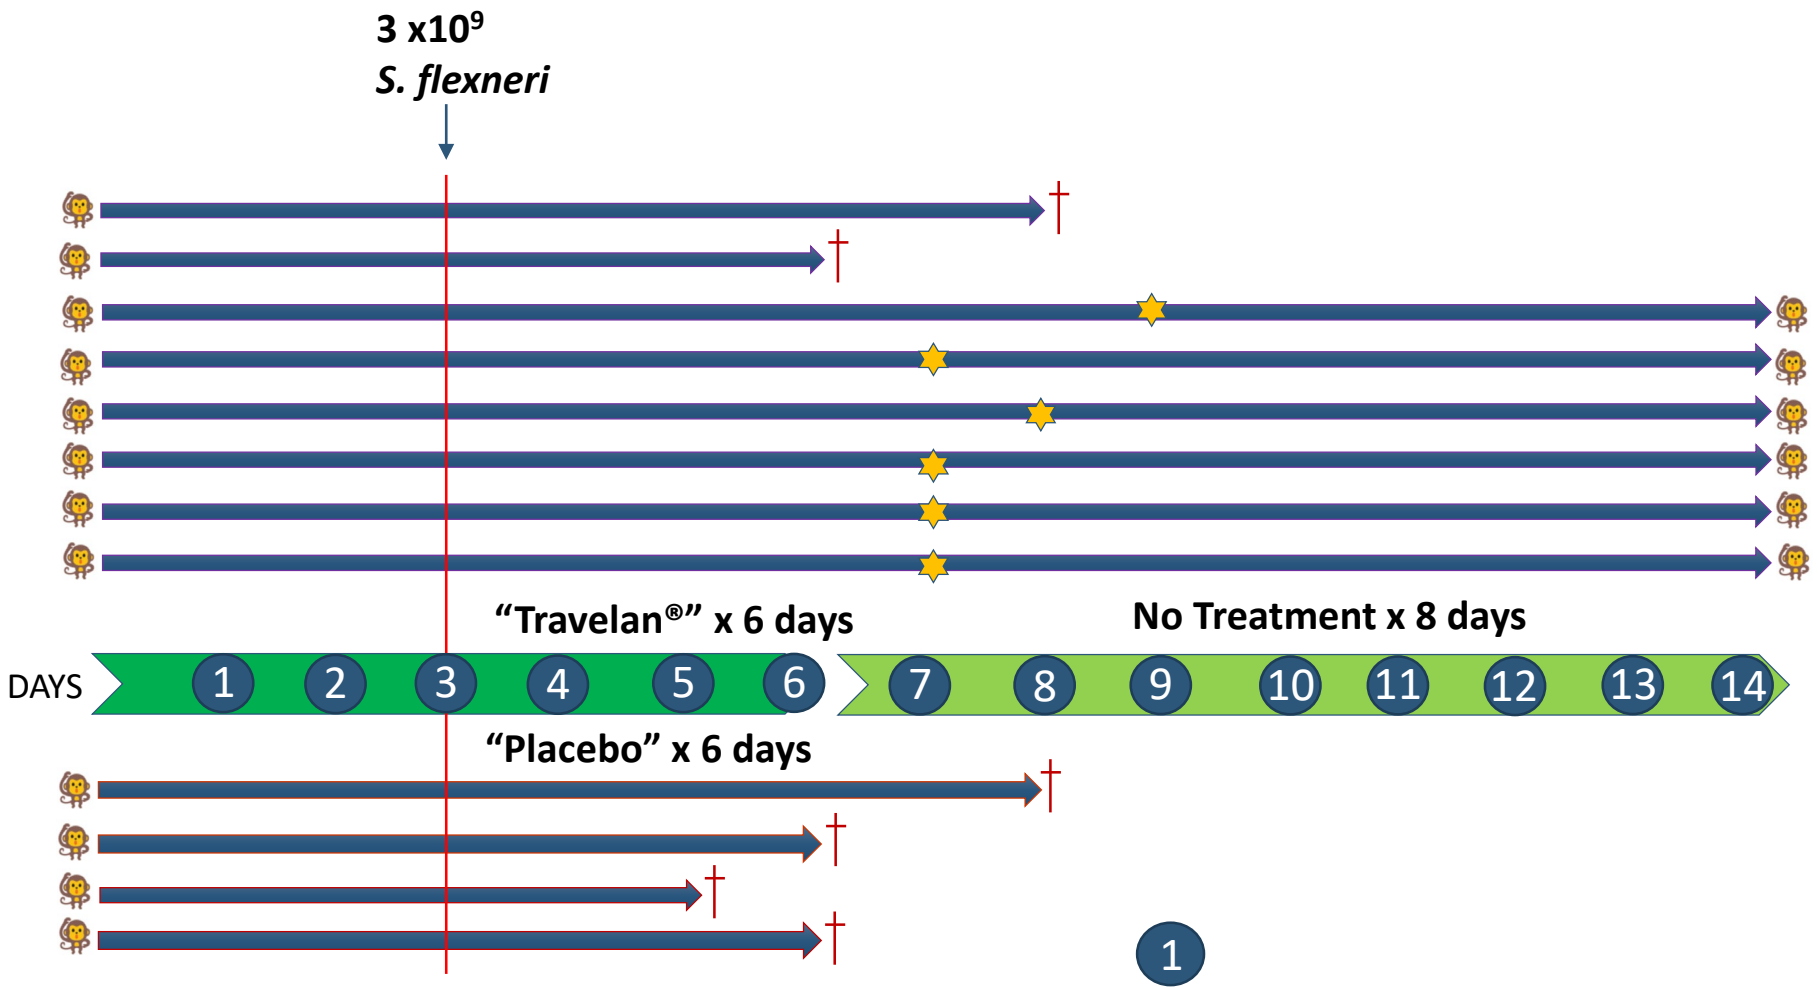 3 x10⁹
S. flexneri
“Travelan®” x 6 days
No Treatment x 8 days
DAYS
1 2 3 4 5 6 7 8 9 10 11 12 13 14
“Placebo” x 6 days
1